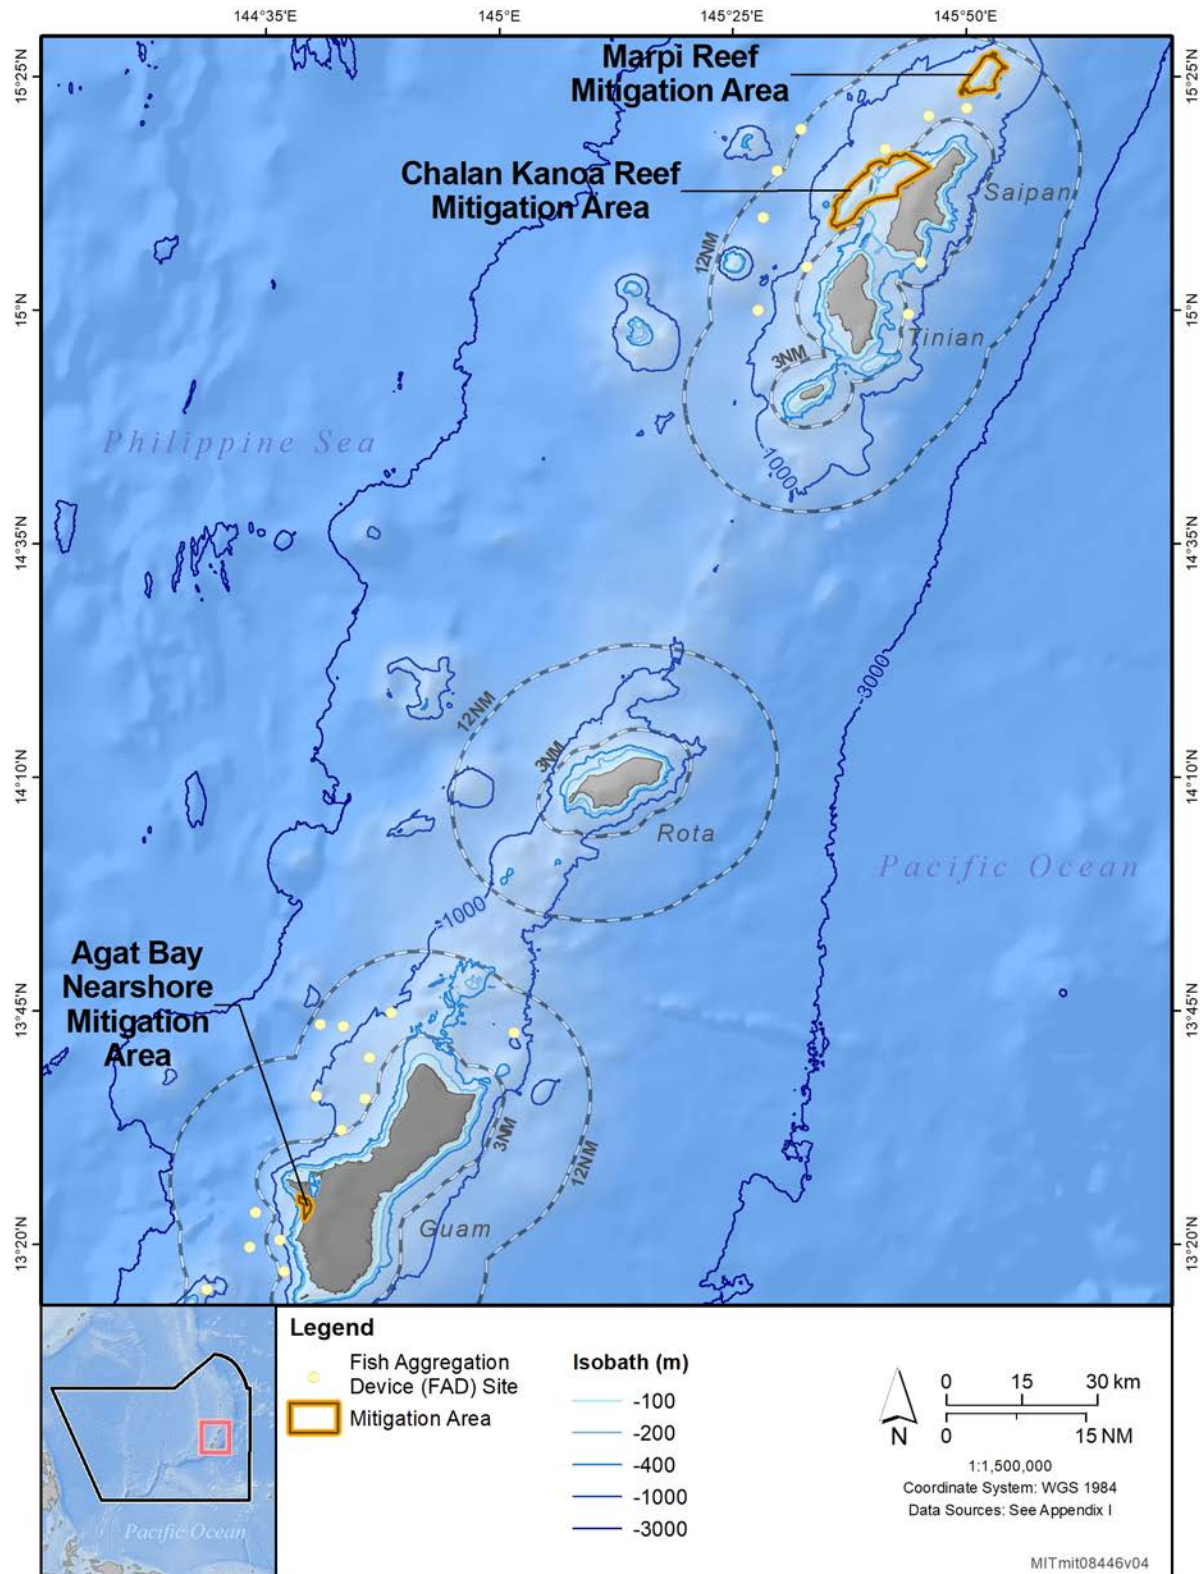 144°35'E
145°E
145°25'E
145°50'E
15°25'N
15°25'N
Marpi Reef
Mitigation Area
Chalan Kanoa Reef
Mitigation Area
Saipan
12NM
15°N
15°N
Tinian
3NM
Philippine Sea
-1000
14°35'N
14°35'N
-3000
12NM
3NM
14°10'N
14°10'N
Rota
Pacific Ocean
-1000
Agat Bay
Nearshore
Mitigation
Area
13°45'N
13°45'N
3NM
12NM
Guam
13°20'N
13°20'N
Legend
Fish Aggregation
Device (FAD) Site
Mitigation Area
Isobath (m)
-100
-200
-400
-1000
-3000
N
0 15 30 km
0 15 NM
1:1,500,000
Coordinate System: WGS 1984
Data Sources: See Appendix I
Pacific Ocean
MITmit08446v04